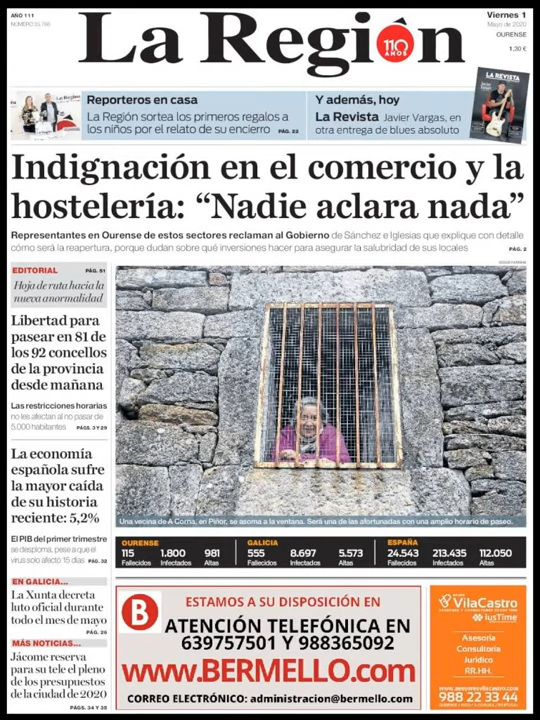 AÑO 111
NÚMERO 33.746
La Región
110
AÑOS
Viernes 1
Mayo de 2020
OURENSE
1,30 €
Reporteros en casa
La Región sortea los primeros regalos a
los niños por el relato de su encierro PÁG. 22
Y además, hoy
La Revista Javier Vargas, en
otra entrega de blues absoluto
LA REVISTA
Indignación en el comercio y la
hostelería: “Nadie aclara nada”
Representantes en Ourense de estos sectores reclaman al Gobierno de Sánchez e Iglesias que explique con detalle
cómo será la reapertura, porque dudan sobre qué inversiones hacer para asegurar la salubridad de sus locales PÁG. 2
EDITORIAL PÁG. 51
Hoja de ruta hacia la
nueva anormalidad
Libertad para
pasear en 81 de
los 92 concellos
de la provincia
desde mañana
Las restricciones horarias
no les afectan al no pasar de
5.000 habitantes PÁGS. 3 Y 29
La economía
española sufre
la mayor caída
de su historia
reciente: 5,2%
El PIB del primer trimestre
se desploma, pese a que el
virus solo afectó 15 días PÁG. 32
EN GALICIA...
La Xunta decreta
luto oficial durante
todo el mes de mayo
PÁG. 26
MÁS NOTICIAS...
Jácome reserva
para su tele el pleno
de los presupuestos
de la ciudad de 2020
PÁGS. 34 Y 35
Una vecina de A Corna, en Piñor, se asoma a la ventana. Será una de las afortunadas con un amplio horario de paseo.
OURENSE
115 1.800 981
Fallecidos Infectados Altas
GALICIA
555 8.697 5.573
Fallecidos Infectados Altas
ESPAÑA
24.543 213.435 112.050
Fallecidos Infectados Altas
B
ESTAMOS A SU DISPOSICIÓN EN
ATENCIÓN TELEFÓNICA EN
639757501 Y 988365092
www.BERMELLO.com
CORREO ELECTRÓNICO: administracion@bermello.com
VilaCastro
iusTime
Asesoria
Consultoria
Juridico
RR.HH.
www.asesoresvilacastro.com
988 22 33 44